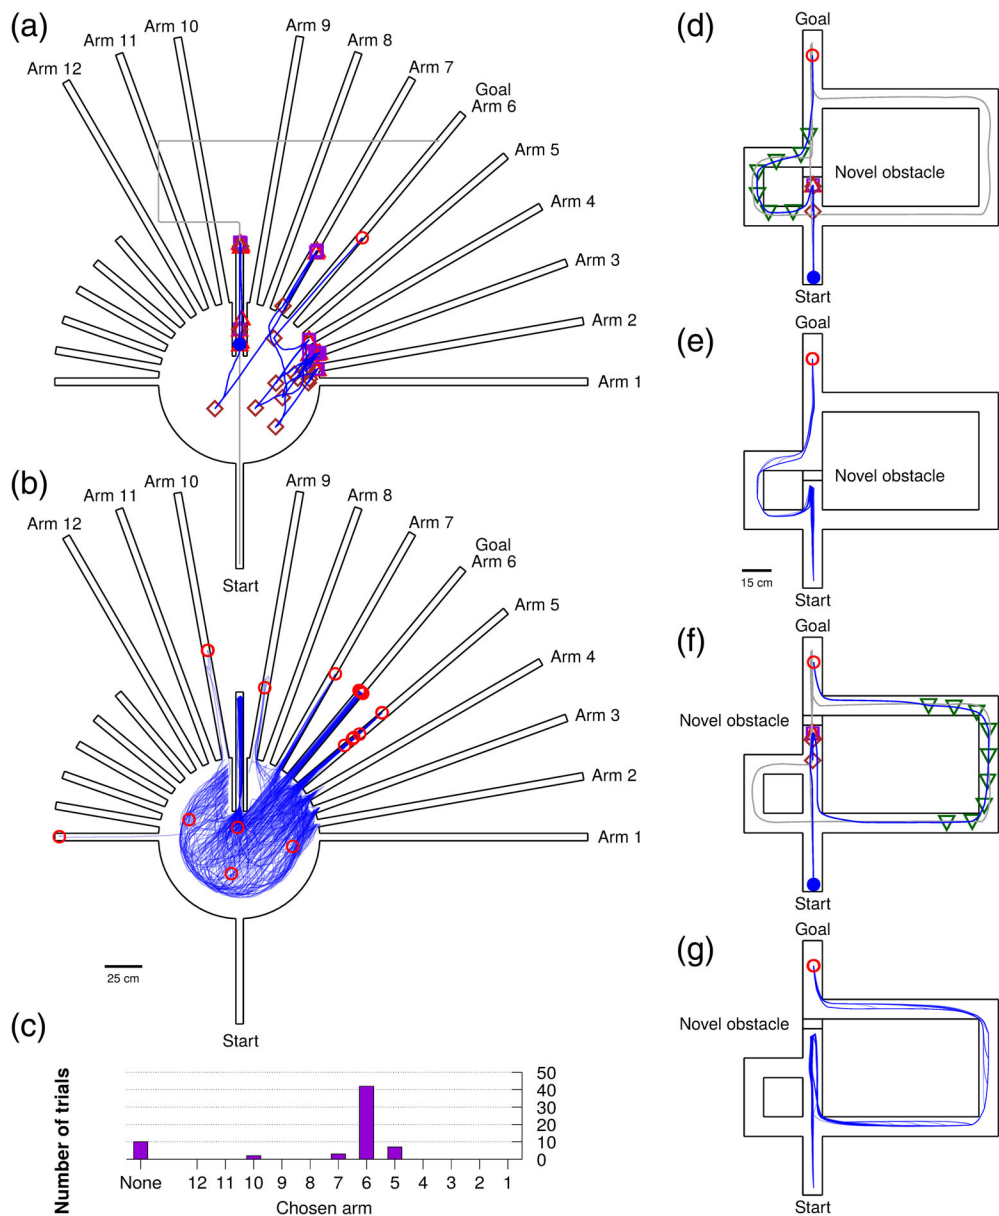 (a)
Arm 12
Arm 11
Arm 10
Arm 9
Arm 8
Arm 7
Goal
Arm 6
Arm 5
Arm 4
Arm 3
Arm 2
Arm 1
Start
(b)
Arm 12
Arm 11
Arm 10
Arm 9
Arm 8
Arm 7
Goal
Arm 6
Arm 5
Arm 4
Arm 3
Arm 2
Arm 1
25 cm
Start
(c)
Number of trials
50
40
30
20
10
0
None 12 11 10 9 8 7 6 5 4 3 2 1
Chosen arm
(d)
Goal
Novel obstacle
Start
(e)
Goal
Novel obstacle
15 cm
Start
(f)
Goal
Novel obstacle
Start
(g)
Goal
Novel obstacle
Start